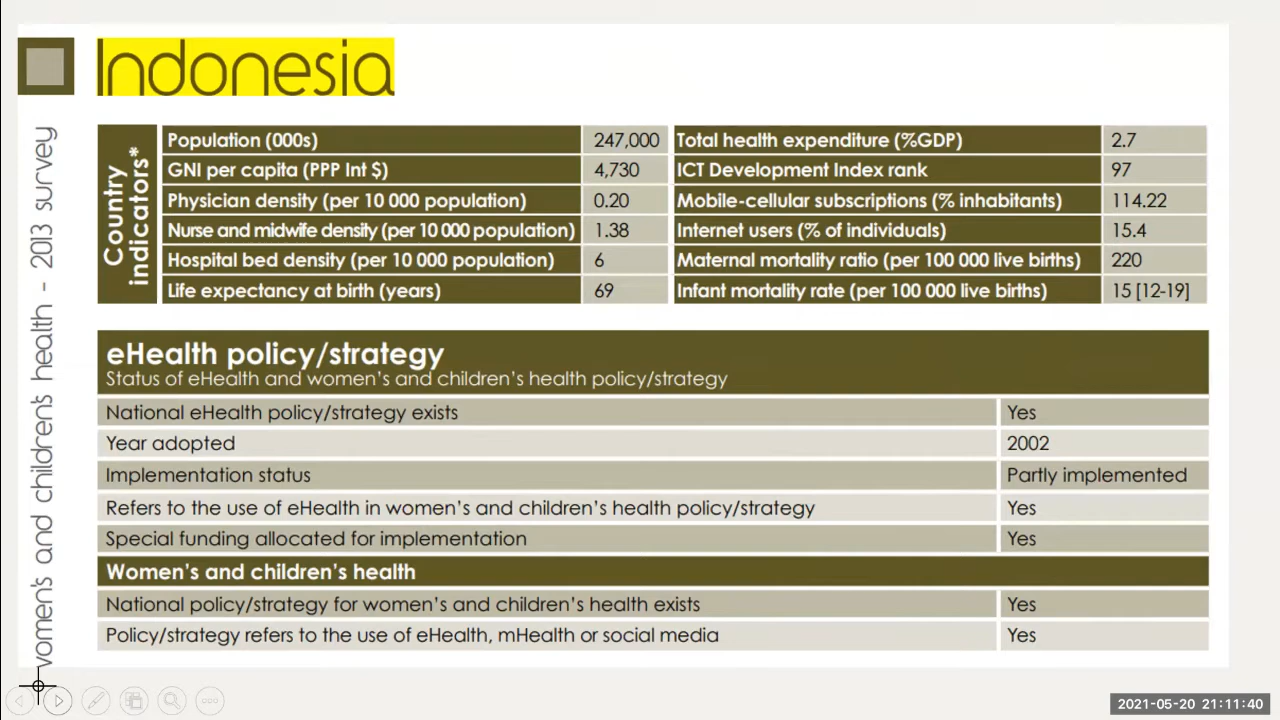 Indonesia
women's and children's health - 2013 survey
Country indicators*
Population (000s) 247,000 Total health expenditure (%GDP) 2.7
GNI per capita (PPP Int $) 4,730 ICT Development Index rank 97
Physician density (per 10 000 population) 0.20 Mobile-cellular subscriptions (% inhabitants) 114.22
Nurse and midwife density (per 10 000 population) 1.38 Internet users (% of individuals) 15.4
Hospital bed density (per 10 000 population) 6 Maternal mortality ratio (per 100 000 live births) 220
Life expectancy at birth (years) 69 Infant mortality rate (per 100 000 live births) 15 [12-19]
eHealth policy/strategy
Status of eHealth and women's and children's health policy/strategy
National eHealth policy/strategy exists Yes
Year adopted 2002
Implementation status Partly implemented
Refers to the use of eHealth in women's and children's health policy/strategy Yes
Special funding allocated for implementation Yes
Women's and children's health
National policy/strategy for women's and children's health exists Yes
Policy/strategy refers to the use of eHealth, mHealth or social media Yes
2021-05-20 21:11:40